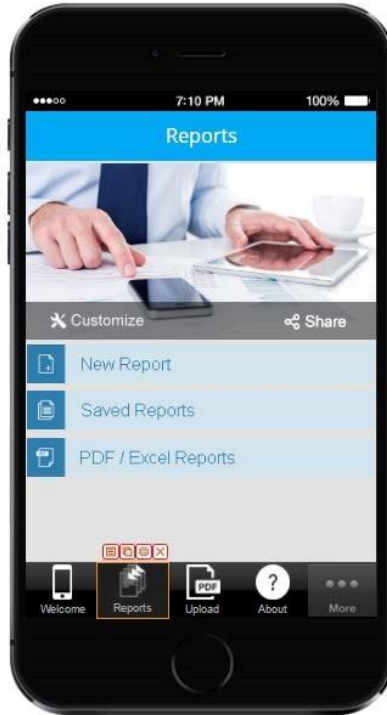 7:10 PM 100%
Reports
Customize Share
New Report
Saved Reports
PDF / Excel Reports
PDF
?
Welcome Reports Upload About More